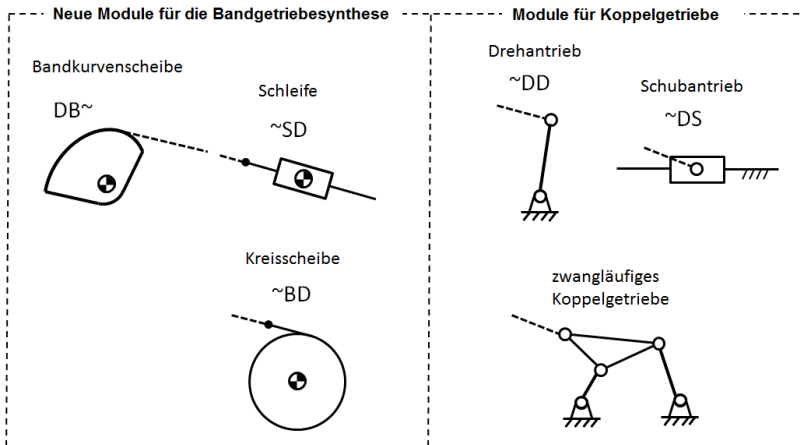 Neue Module für die Bandgetriebesynthese
Bandkurvenscheibe
DB~
Schleife
~SD
Kreisscheibe
~BD
Module für Koppelgetriebe
Drehantrieb
~DD
Schubantrieb
~DS
zwangläufiges
Koppelgetriebe